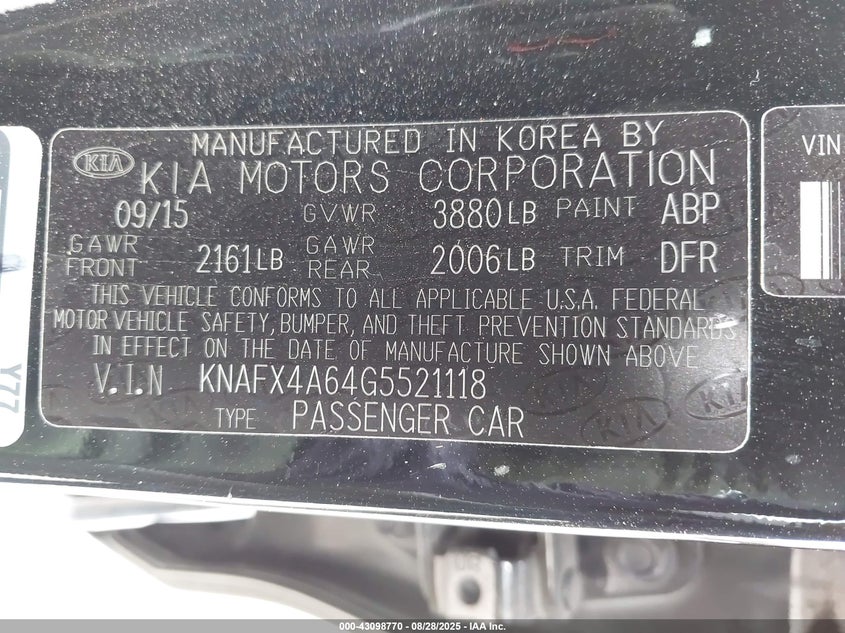 MANUFACTURED IN KOREA BY
KIA KIA MOTORS CORPORATION
09/15 GVWR 3880LB PAINT ABP
GAWR FRONT 2161LB GAWR REAR 2006LB TRIM DFR
THIS VEHICLE CONFORMS TO ALL APPLICABLE U.S.A. FEDERAL
MOTOR VEHICLE SAFETY, BUMPER, AND THEFT PREVENTION STANDARDS
IN EFFECT ON THE DATE OF MANUFACTURE SHOWN ABOVE
V.I.N KNAFX4A64G5521118
TYPE PASSENGER CAR
VIN
Y77
000-43098770 - 08/28/2025 - IAA Inc.